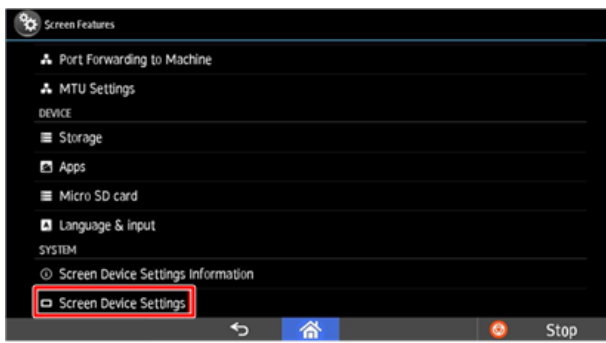 Screen Features
Port Forwarding to Machine
MTU Settings
DEVICE
Storage
Apps
Micro SD card
Language & input
SYSTEM
Screen Device Settings Information
Screen Device Settings
Stop